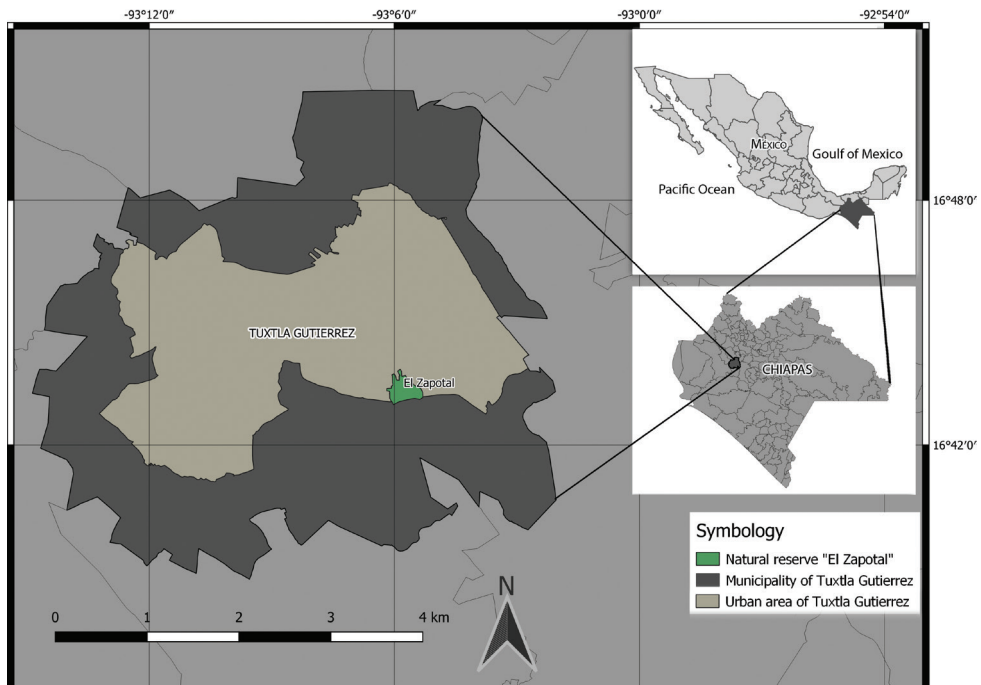 -93°12′0″
-93°6′0″
-93°0′0″
-92°54′0″
MÉXICO
Gulf of Mexico
Pacific Ocean
16°48′0″
TUXTLA GUTIERREZ
El Zapotal
CHIAPAS
16°42′0″
Symbology
Natural reserve "El Zapotal"
Municipality of Tuxtla Gutierrez
Urban area of Tuxtla Gutierrez
N
0 1 2 3 4 km